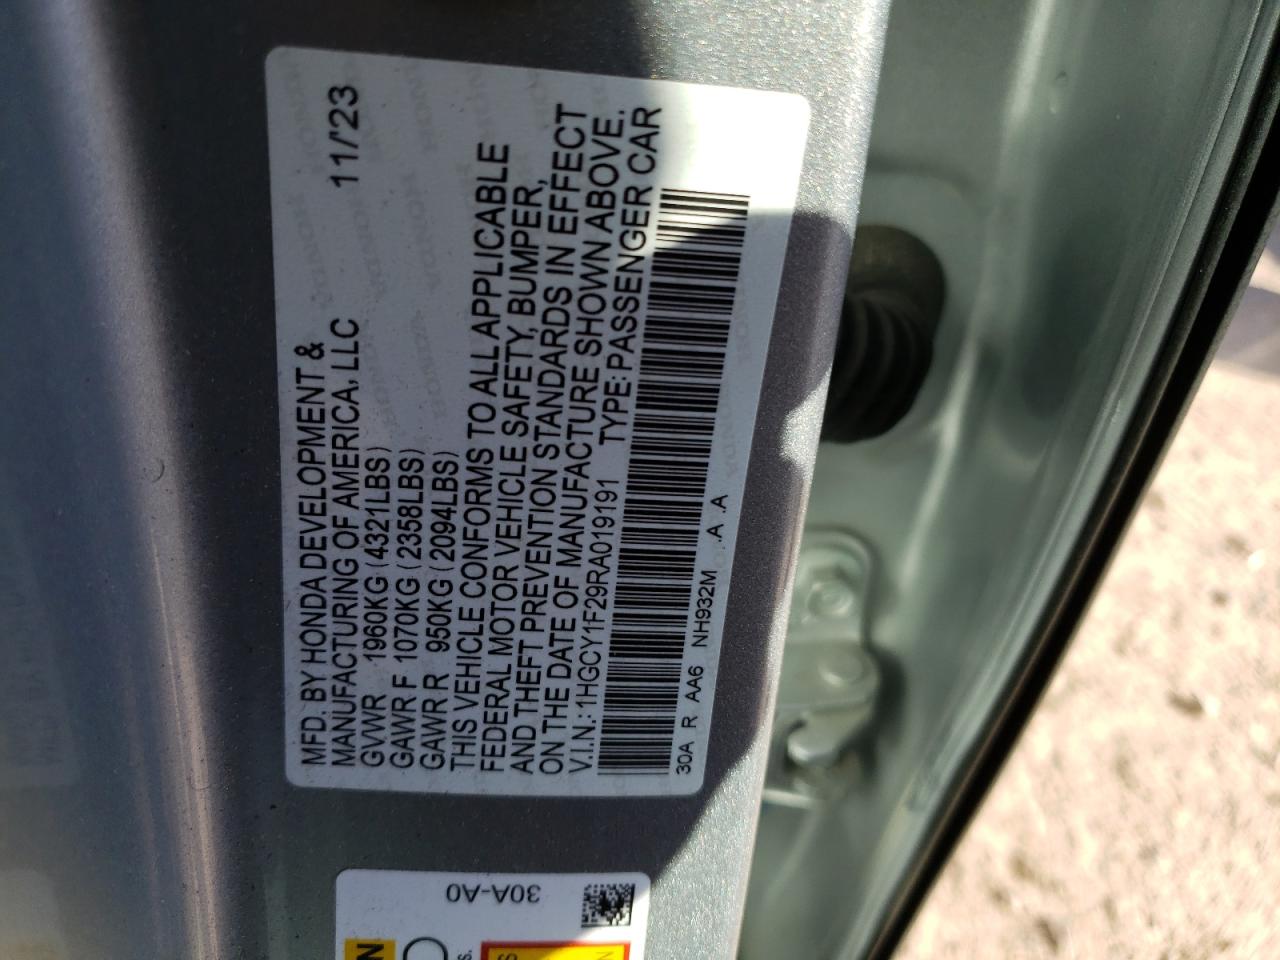 MFD. BY HONDA DEVELOPMENT &
MANUFACTURING OF AMERICA, LLC 11/'23
GVWR 1960KG (4321LBS)
GAWR F 1070KG (2358LBS)
GAWR R 950KG (2094LBS)
THIS VEHICLE CONFORMS TO ALL APPLICABLE
FEDERAL MOTOR VEHICLE SAFETY, BUMPER,
AND THEFT PREVENTION STANDARDS IN EFFECT
ON THE DATE OF MANUFACTURE SHOWN ABOVE.
V.I.N.: 1HGCY1F29RA019191 TYPE: PASSENGER CAR
30A R AA6 NH932M A .A
30A-A0